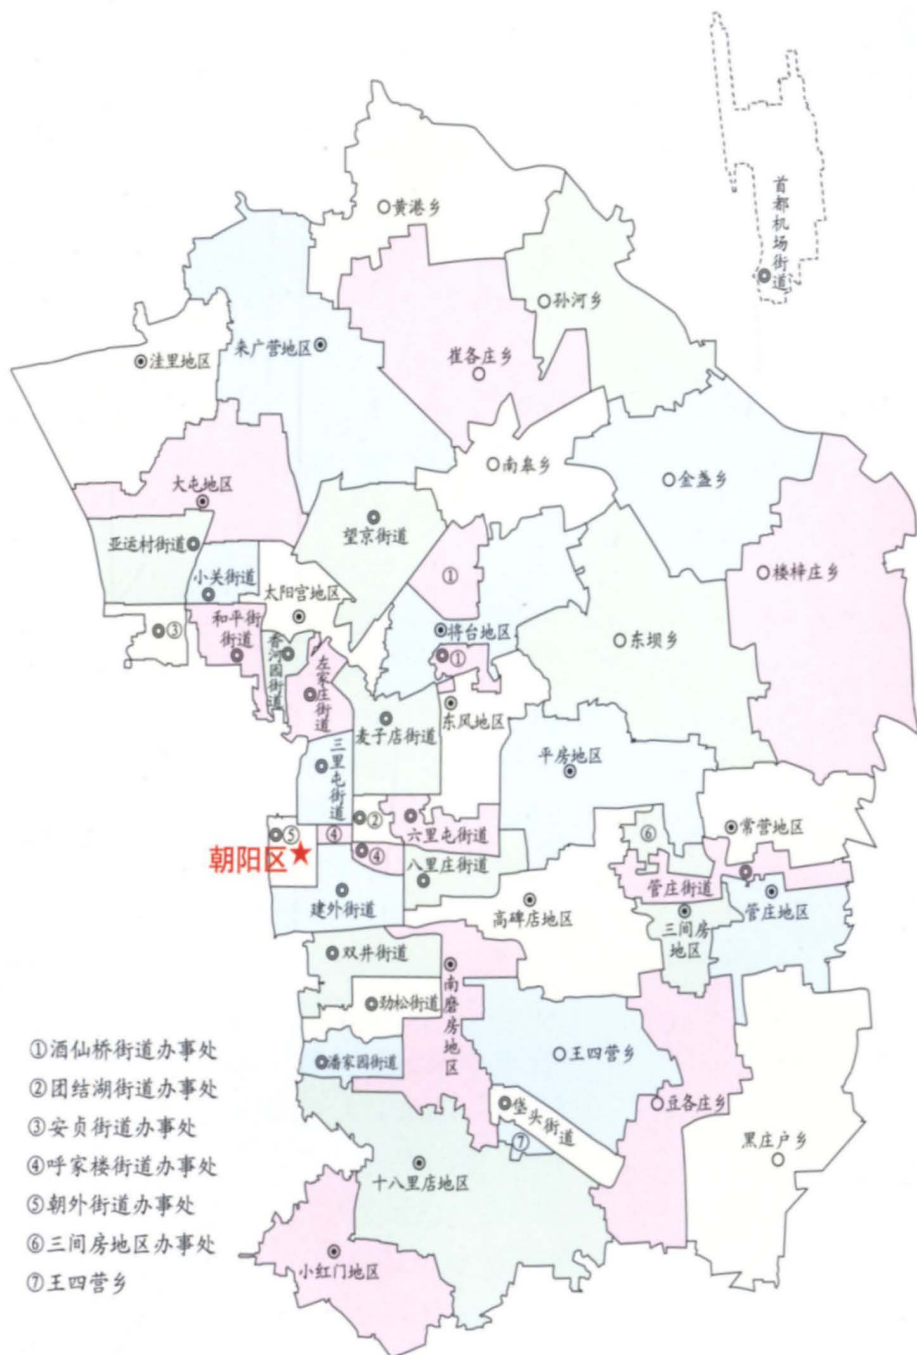 首都机场街道
黄港乡
孙河乡
来广营地区
洼里地区
崔各庄乡
南皋乡
金盏乡
大屯地区
望京街道
亚运村街道
小关街道
①
楼梓庄乡
太阳宫地区
和平街
街道
③
将台地区
东坝乡
香河园街道
左家庄街道
①
东风地区
麦子店街道
三里屯街道
平房地区
②
六里屯街道
⑤
④
⑥
常营地区
朝阳区
④
八里庄街道
管庄街道
建外街道
高碑店地区
三间房
地区
管庄地区
双井街道
南磨房地区
劲松街道
王四营乡
潘家园街道
垡头街道
豆各庄乡
⑦
黑庄户乡
十八里店地区
小红门地区
①酒仙桥街道办事处
②团结湖街道办事处
③安贞街道办事处
④呼家楼街道办事处
⑤朝外街道办事处
⑥三间房地区办事处
⑦王四营乡